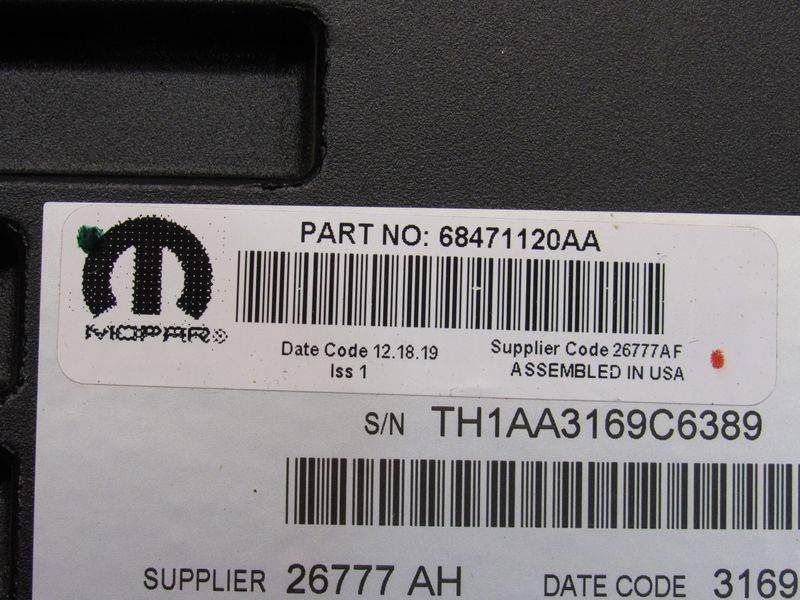 PART NO: 68471120AA
MOPAR®
Date Code 12.18.19
Supplier Code 26777AF
Iss 1
ASSEMBLED IN USA
S/N TH1AA3169C6389
SUPPLIER 26777 AH
DATE CODE 3169